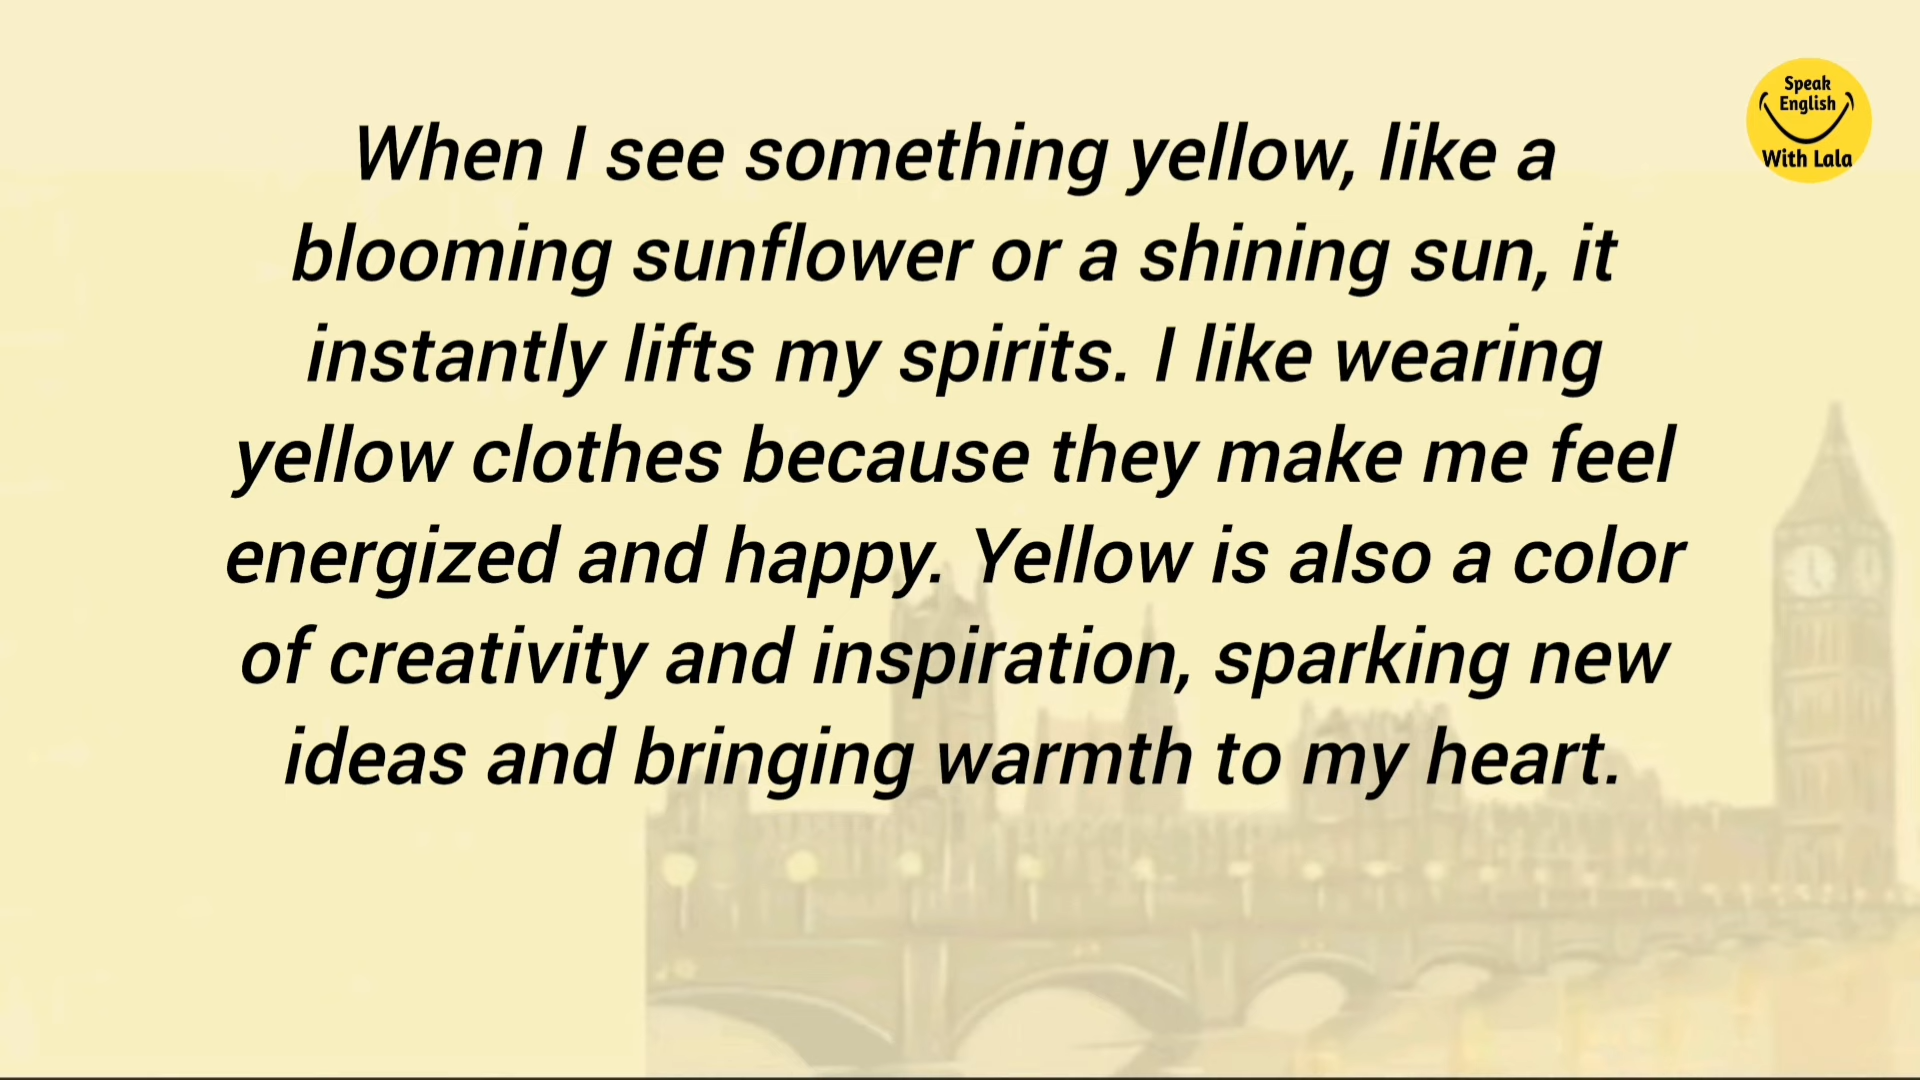 Speak
English
With Lala
When I see something yellow, like a
blooming sunflower or a shining sun, it
instantly lifts my spirits. I like wearing
yellow clothes because they make me feel
energized and happy. Yellow is also a color
of creativity and inspiration, sparking new
ideas and bringing warmth to my heart.